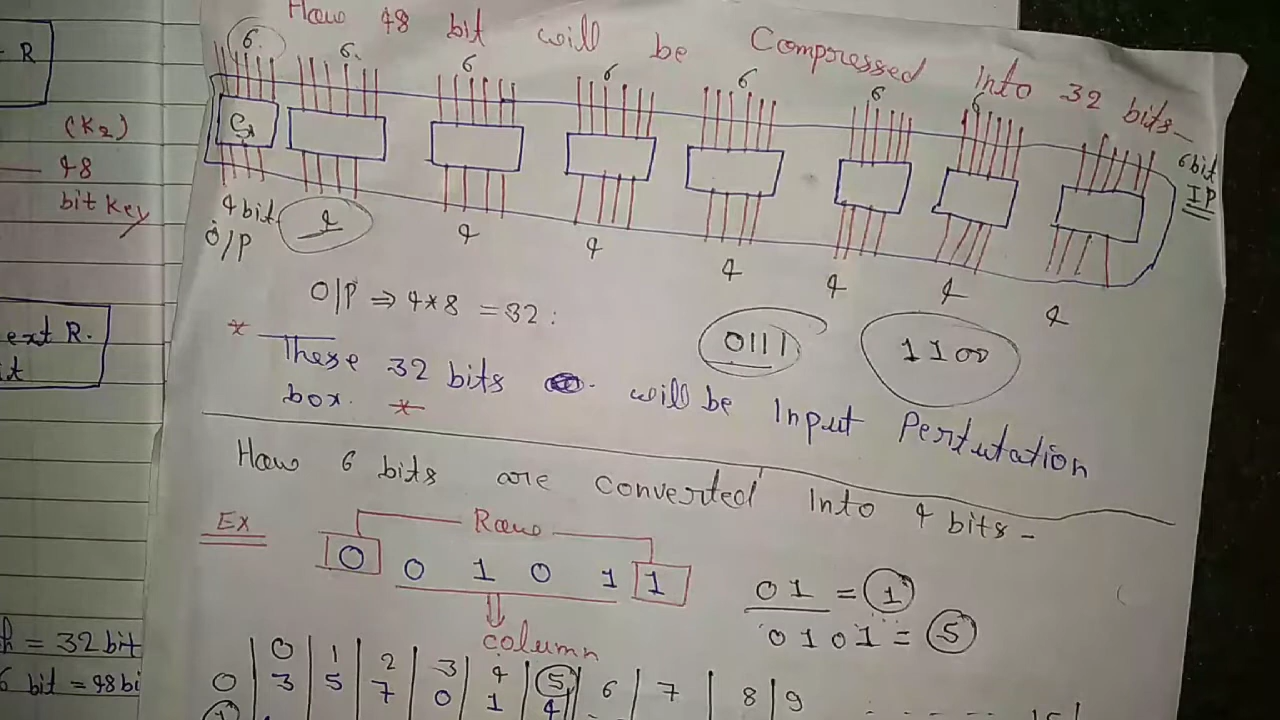 How 48 bit will be Compressed Into 32 bits-
6 6 6 6 6 6 6
S1
6 bit
IP
4 bit
O/P
4 4 4 4 4 4 4
O/P ⇒ 4*8 = 32:
0111 1100
* These 32 bits will be Input Pertutation
box. *
How 6 bits are converted Into 4 bits-
Ex
Row
0 0 1 0 1 1
column
01 = 1
0101 = 5
0 1 2 3 4 5 6 7 8 9
0 3 5 7 0 1 4
R
(K2)
48
bit Key
ext R.
it
= 32 bit
6 bit = 48 bi